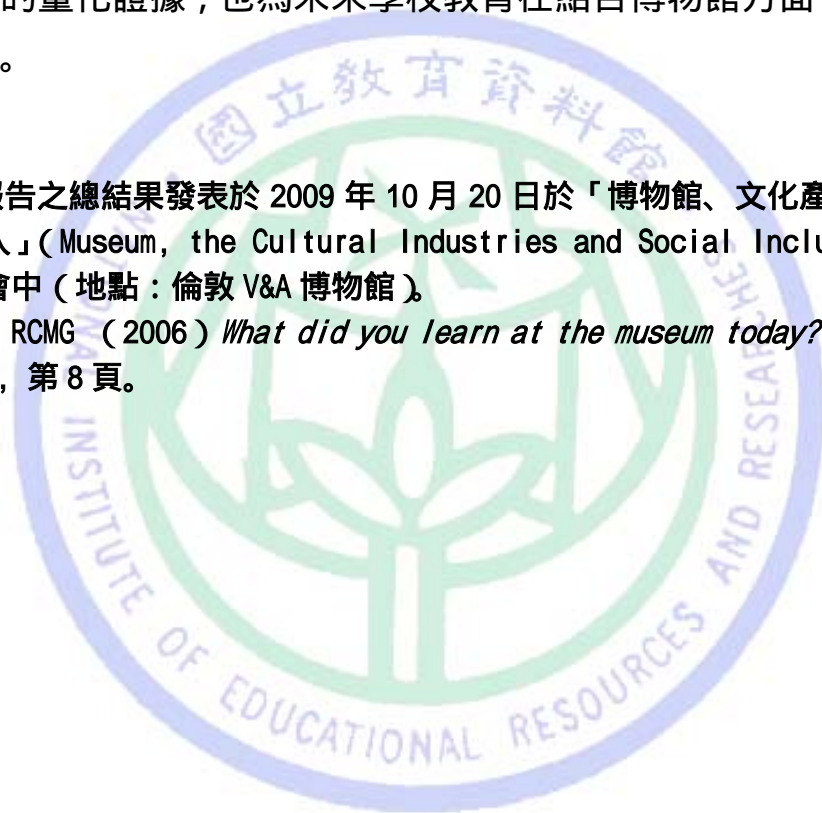 的量化證據，也為未來學校教育在結合博物館方面
。
報告之總結果發表於 2009 年 10 月 20 日於「博物館、文化產
入」（Museum, the Cultural Industries and Social Inclu
會中（地點：倫敦 V&A 博物館）。
RCMG （2006）What did you learn at the museum today?
，第 8 頁。
國立教育資料館
NATIONAL INSTITUTE OF EDUCATIONAL RESOURCES AND RESEARCHES